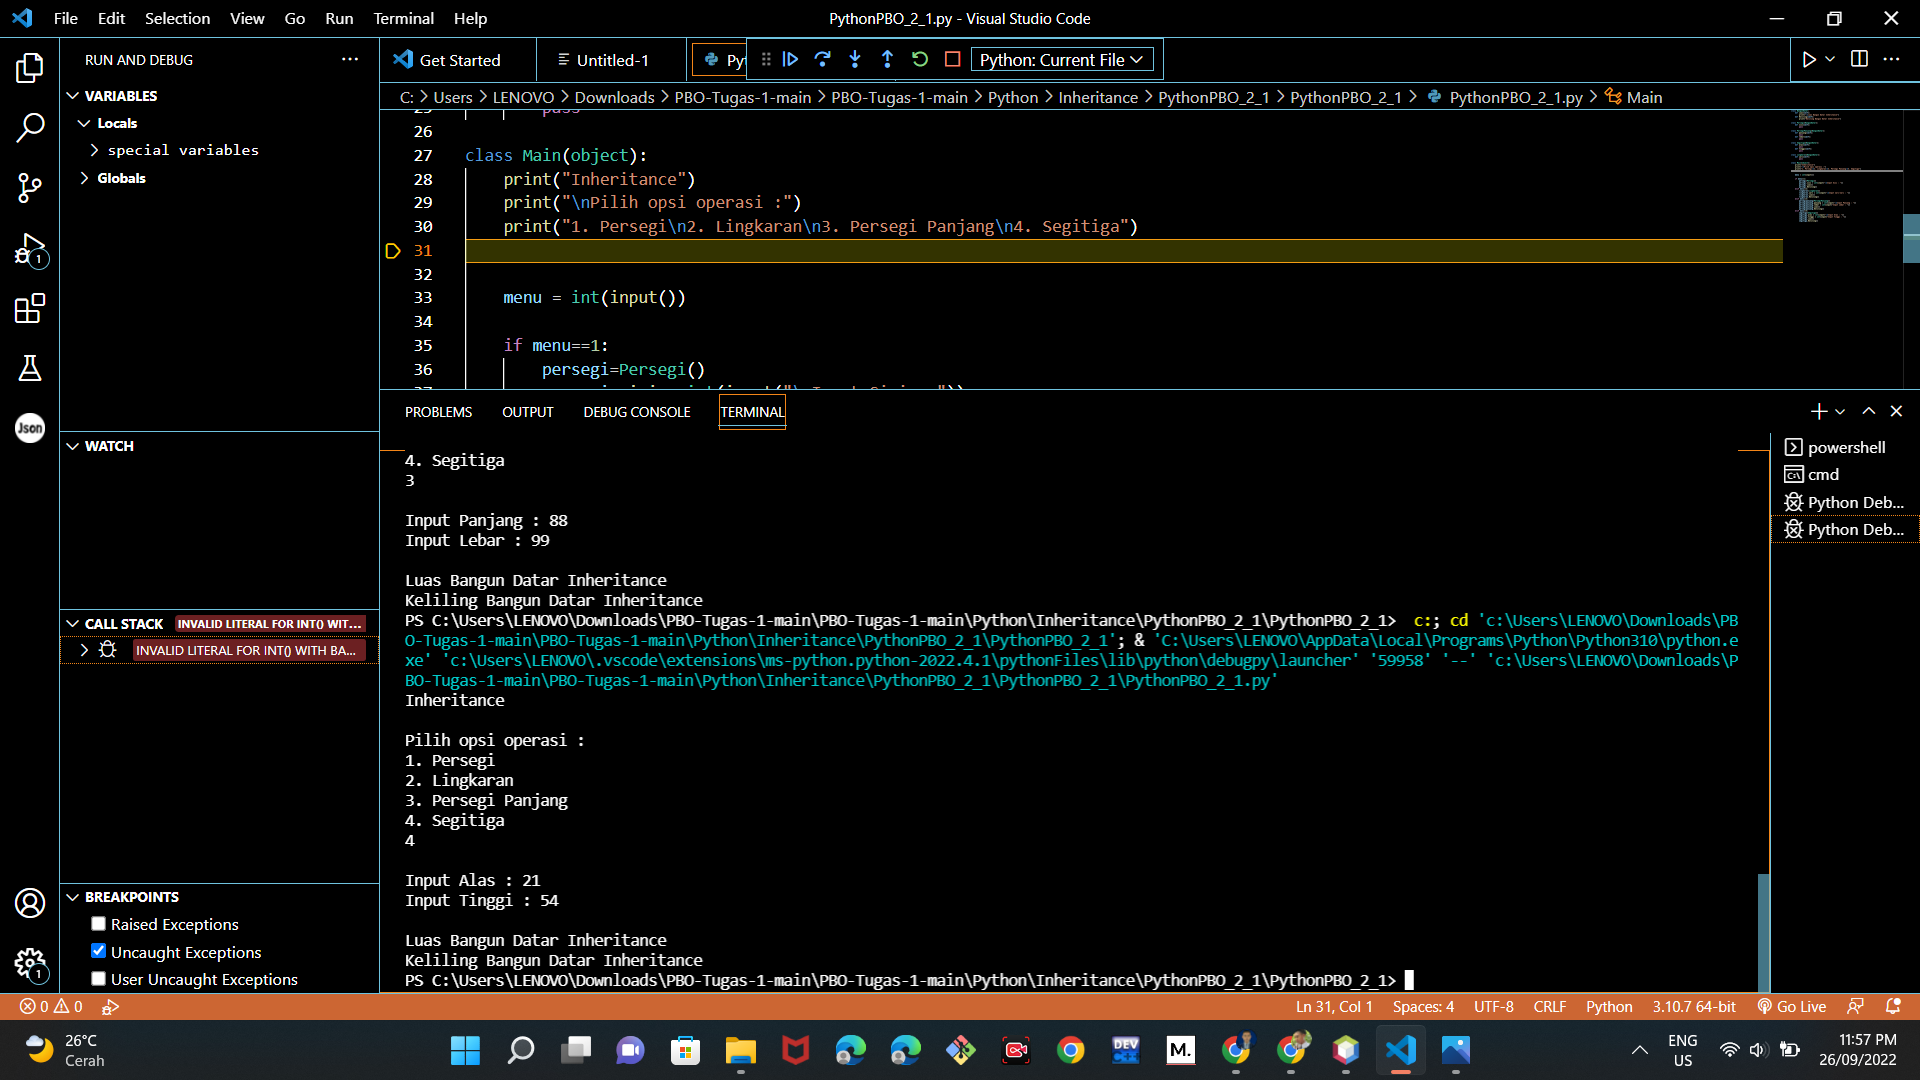 File Edit Selection View Go Run Terminal Help
PythonPBO_2_1.py - Visual Studio Code
RUN AND DEBUG
Get Started
Untitled-1
Py
Python: Current File
C: > Users > LENOVO > Downloads > PBO-Tugas-1-main > PBO-Tugas-1-main > Python > Inheritance > PythonPBO_2_1 > PythonPBO_2_1 > PythonPBO_2_1.py > Main
VARIABLES
Locals
special variables
Globals
25 pass
26
27 class Main(object):
28 print("Inheritance")
29 print("\nPilih opsi operasi :")
30 print("1. Persegi\n2. Lingkaran\n3. Persegi Panjang\n4. Segitiga")
31
32
33 menu = int(input())
34
35 if menu==1:
36 persegi=Persegi()
PROBLEMS OUTPUT DEBUG CONSOLE TERMINAL
Json
WATCH
CALL STACK INVALID LITERAL FOR INT() WIT...
INVALID LITERAL FOR INT() WITH BA...
BREAKPOINTS
Raised Exceptions
Uncaught Exceptions
User Uncaught Exceptions
1
1
4. Segitiga
3
Input Panjang : 88
Input Lebar : 99
Luas Bangun Datar Inheritance
Keliling Bangun Datar Inheritance
PS C:\Users\LENOVO\Downloads\PBO-Tugas-1-main\PBO-Tugas-1-main\Python\Inheritance\PythonPBO_2_1\PythonPBO_2_1> c:; cd 'c:\Users\LENOVO\Downloads\PB
O-Tugas-1-main\PBO-Tugas-1-main\Python\Inheritance\PythonPBO_2_1\PythonPBO_2_1'; & 'C:\Users\LENOVO\AppData\Local\Programs\Python\Python310\python.e
xe' 'c:\Users\LENOVO\.vscode\extensions\ms-python.python-2022.4.1\pythonFiles\lib\python\debugpy\launcher' '59958' '--' 'c:\Users\LENOVO\Downloads\P
BO-Tugas-1-main\PBO-Tugas-1-main\Python\Inheritance\PythonPBO_2_1\PythonPBO_2_1\PythonPBO_2_1.py'
Inheritance
Pilih opsi operasi :
1. Persegi
2. Lingkaran
3. Persegi Panjang
4. Segitiga
4
Input Alas : 21
Input Tinggi : 54
Luas Bangun Datar Inheritance
Keliling Bangun Datar Inheritance
PS C:\Users\LENOVO\Downloads\PBO-Tugas-1-main\PBO-Tugas-1-main\Python\Inheritance\PythonPBO_2_1\PythonPBO_2_1>
powershell
cmd
Python Deb...
Python Deb...
0 0
Ln 31, Col 1 Spaces: 4 UTF-8 CRLF Python 3.10.7 64-bit Go Live
26°C
Cerah
DEV
C++
M.
ENG
US
11:57 PM
26/09/2022